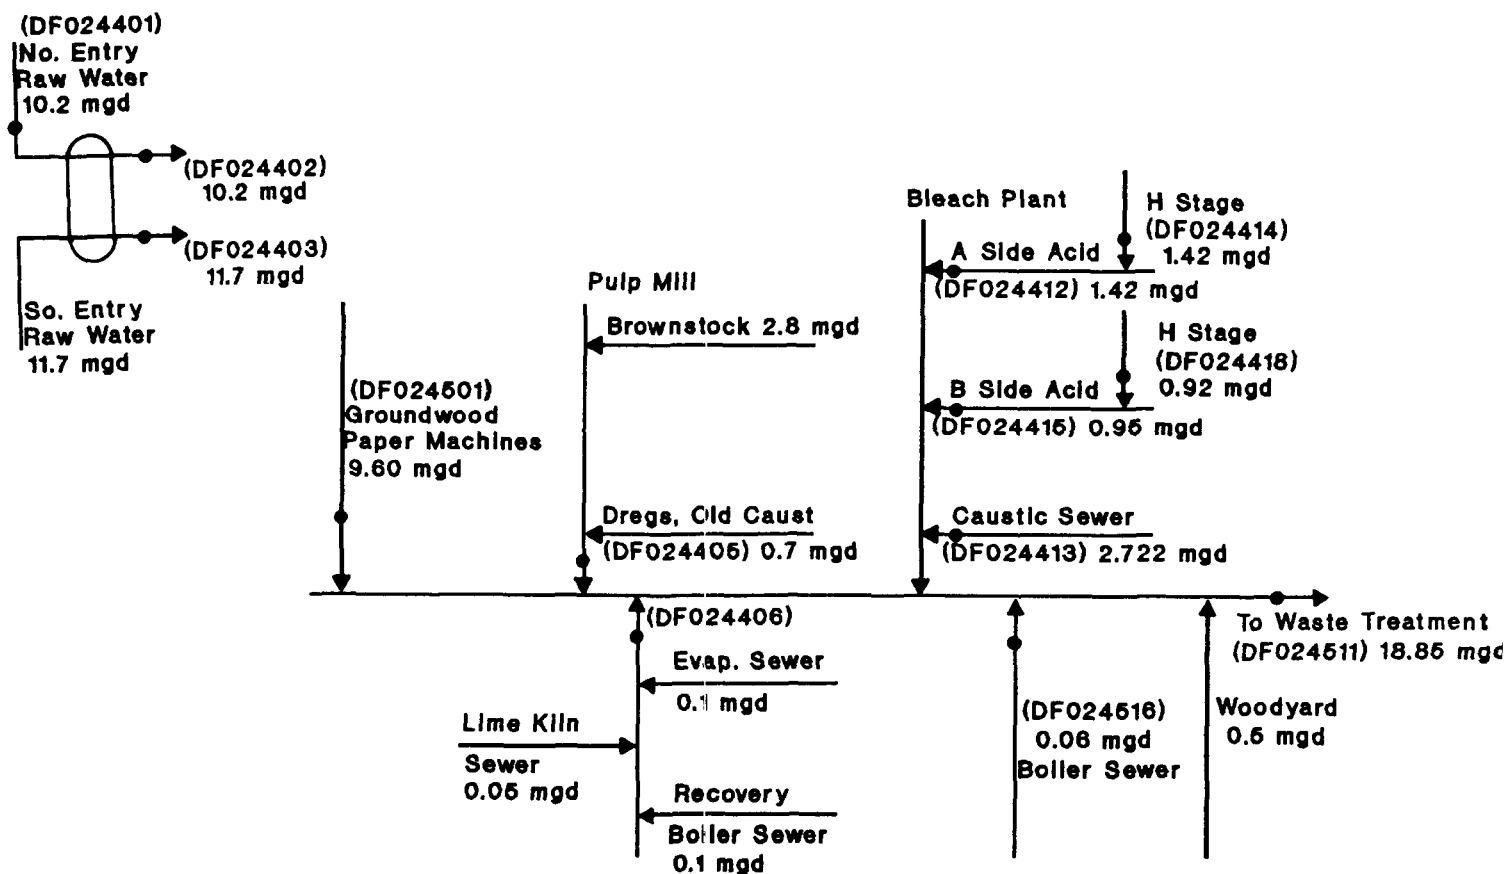 (DF024401)
No. Entry
Raw Water
10.2 mgd
(DF024402)
10.2 mgd
(DF024403)
11.7 mgd
So. Entry
Raw Water
11.7 mgd
(DF024501)
Groundwood
Paper Machines
9.60 mgd
Pulp Mill
Brownstock 2.8 mgd
Dregs, Old Caust
(DF024405) 0.7 mgd
Bleach Plant
H Stage
(DF024414)
1.42 mgd
A Side Acid
(DF024412) 1.42 mgd
H Stage
(DF024418)
0.92 mgd
B Side Acid
(DF024415) 0.95 mgd
Caustic Sewer
(DF024413) 2.722 mgd
(DF024406)
Evap. Sewer
0.1 mgd
Lime Kiln
Sewer
0.05 mgd
Recovery
Boiler Sewer
0.1 mgd
(DF024516)
0.06 mgd
Boiler Sewer
Woodyard
0.5 mgd
To Waste Treatment
(DF024511) 18.85 mgd